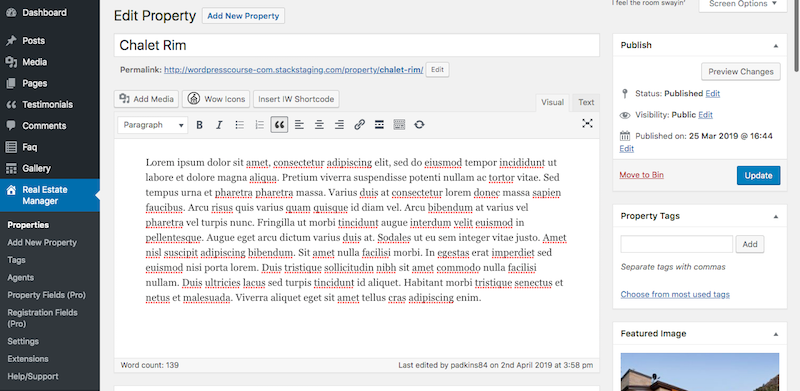 Dashboard
Posts
Media
Pages
Testimonials
Comments
Faq
Gallery
Real Estate
Manager
Properties
Add New Property
Tags
Agents
Property Fields (Pro)
Registration Fields
(Pro)
Settings
Extensions
Help/Support
I feel the room swayin'
Screen Options
Edit Property
Add New Property
Chalet Rim
Permalink: http://wordpresscourse-com.stackstaging.com/property/chalet-rim/ Edit
Add Media
Wow Icons
Insert IW Shortcode
Visual
Text
Paragraph
B I
Lorem ipsum dolor sit amet, consectetur adipiscing elit, sed do eiusmod tempor incididunt ut
labore et dolore magna aliqua. Pretium viverra suspendisse potenti nullam ac tortor vitae. Sed
tempus urna et pharetra pharetra massa. Varius duis at consectetur lorem donec massa sapien
faucibus. Arcu risus quis varius quam quisque id diam vel. Arcu bibendum at varius vel
pharetra vel turpis nunc. Fringilla ut morbi tincidunt augue interdum velit euismod in
pellentesque. Augue eget arcu dictum varius duis at. Sodales ut eu sem integer vitae justo. Amet
nisl suscipit adipiscing bibendum. Sit amet nulla facilisi morbi. In egestas erat imperdiet sed
euismod nisi porta lorem. Duis tristique sollicitudin nibh sit amet commodo nulla facilisi
nullam. Duis ultricies lacus sed turpis tincidunt id aliquet. Habitant morbi tristique senectus et
netus et malesuada. Viverra aliquet eget sit amet tellus cras adipiscing enim.
Word count: 139
Last edited by padkins84 on 2nd April 2019 at 3:58 pm
Publish
Preview Changes
Status: Published Edit
Visibility: Public Edit
Published on: 25 Mar 2019 @ 16:44
Edit
Move to Bin
Update
Property Tags
Add
Separate tags with commas
Choose from most used tags
Featured Image